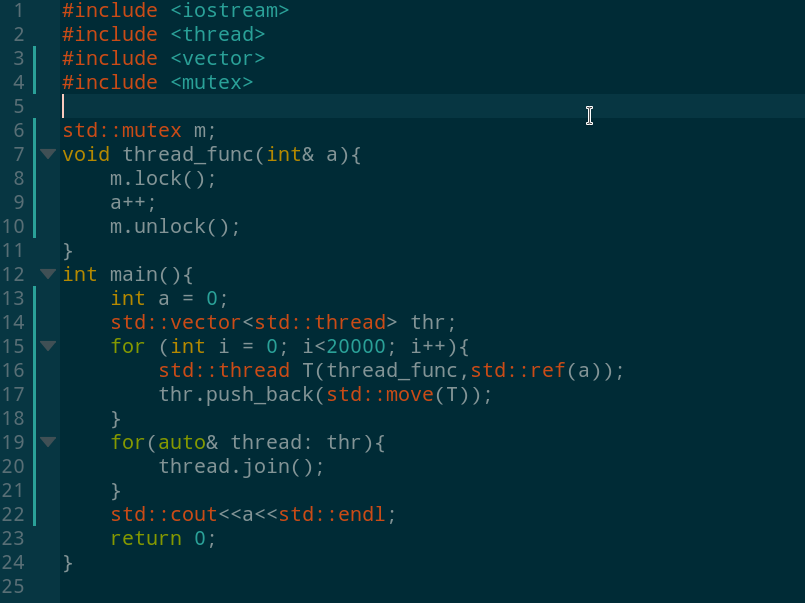 1 #include <iostream>
2 #include <thread>
3 #include <vector>
4 #include <mutex>
5
6 std::mutex m;
7 void thread_func(int& a){
8     m.lock();
9     a++;
10     m.unlock();
11 }
12 int main(){
13     int a = 0;
14     std::vector<std::thread> thr;
15     for (int i = 0; i<20000; i++){
16         std::thread T(thread_func,std::ref(a));
17         thr.push_back(std::move(T));
18     }
19     for(auto& thread: thr){
20         thread.join();
21     }
22     std::cout<<a<<std::endl;
23     return 0;
24 }
25